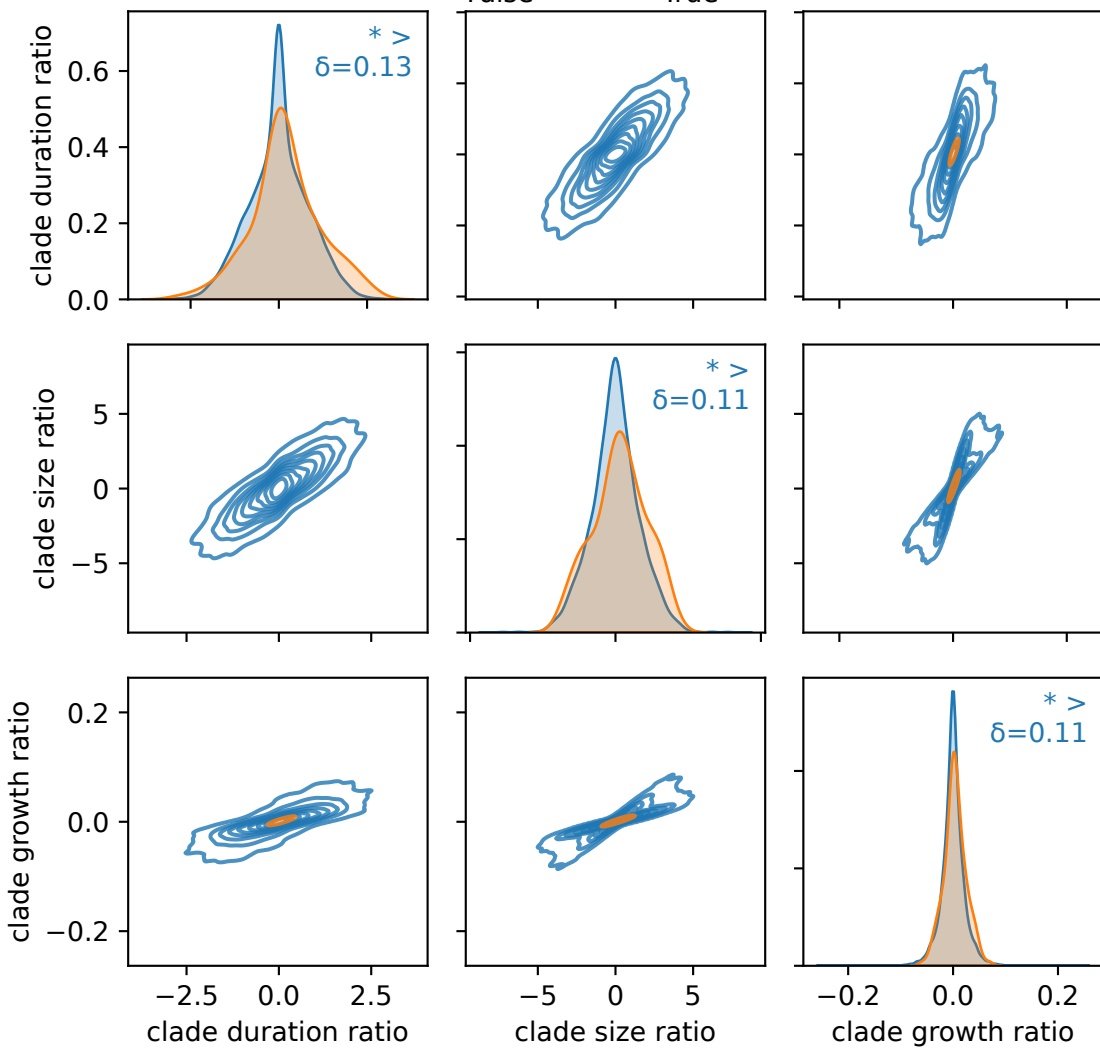 clade duration ratio
0.6
0.4
0.2
0.0
* >
δ=0.13
clade size ratio
5
0
−5
* >
δ=0.11
clade growth ratio
0.2
0.0
−0.2
* >
δ=0.11
−2.5 0.0 2.5
−5 0 5
−0.2 0.0 0.2
clade duration ratio
clade size ratio
clade growth ratio